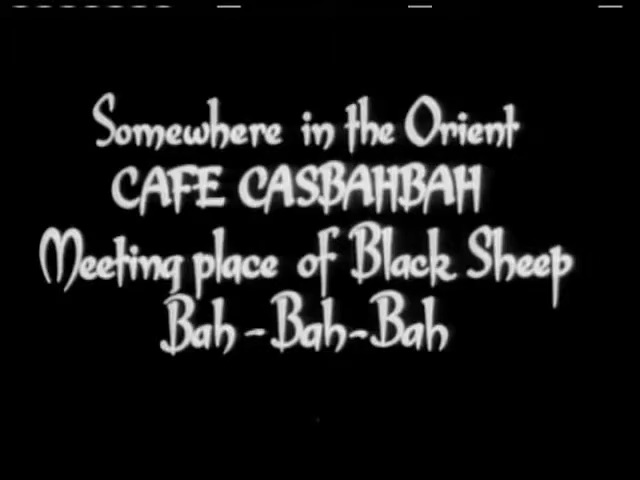 Somewhere in the Orient
CAFE CASBAHBAH
Meeting place of Black Sheep
Bah-Bah-Bah